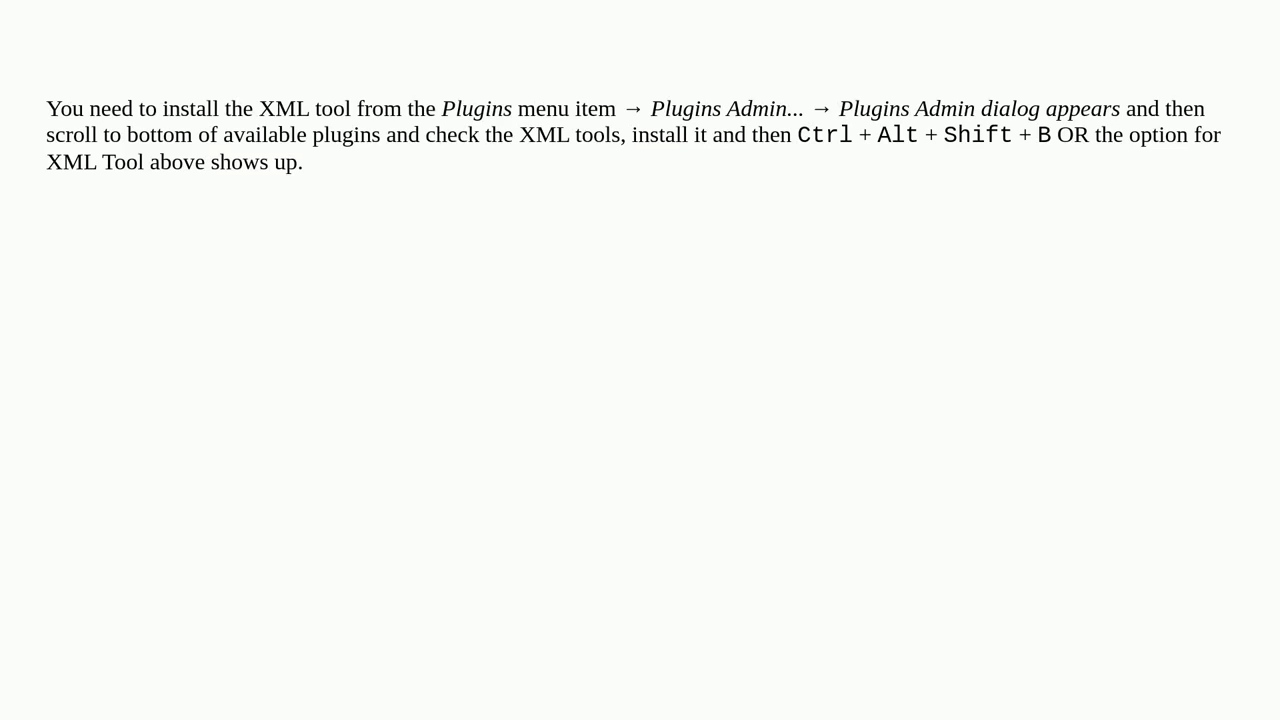 You need to install the XML tool from the Plugins menu item → Plugins Admin... → Plugins Admin dialog appears and then
scroll to bottom of available plugins and check the XML tools, install it and then Ctrl + Alt + Shift + B OR the option for
XML Tool above shows up.